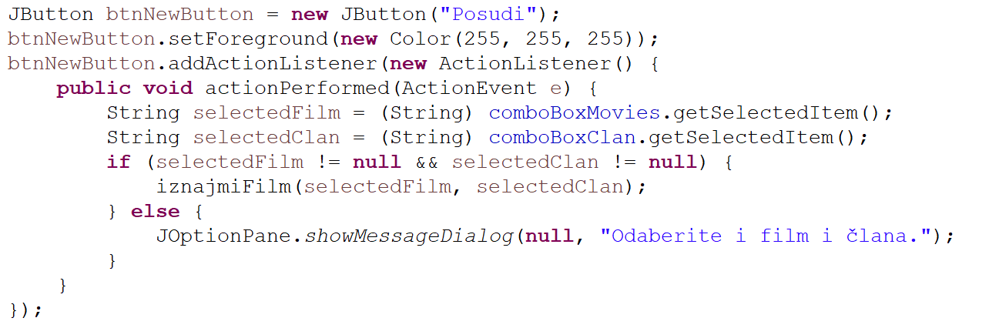 JButton btnNewButton = new JButton("Posudi");
btnNewButton.setForeground(new Color(255, 255, 255));
btnNewButton.addActionListener(new ActionListener() {
    public void actionPerformed(ActionEvent e) {
        String selectedFilm = (String) comboBoxMovies.getSelectedItem();
        String selectedClan = (String) comboBoxClan.getSelectedItem();
        if (selectedFilm != null && selectedClan != null) {
            iznajmiFilm(selectedFilm, selectedClan);
        } else {
            JOptionPane.showMessageDialog(null, "Odaberite i film i člana.");
        }
    }
});